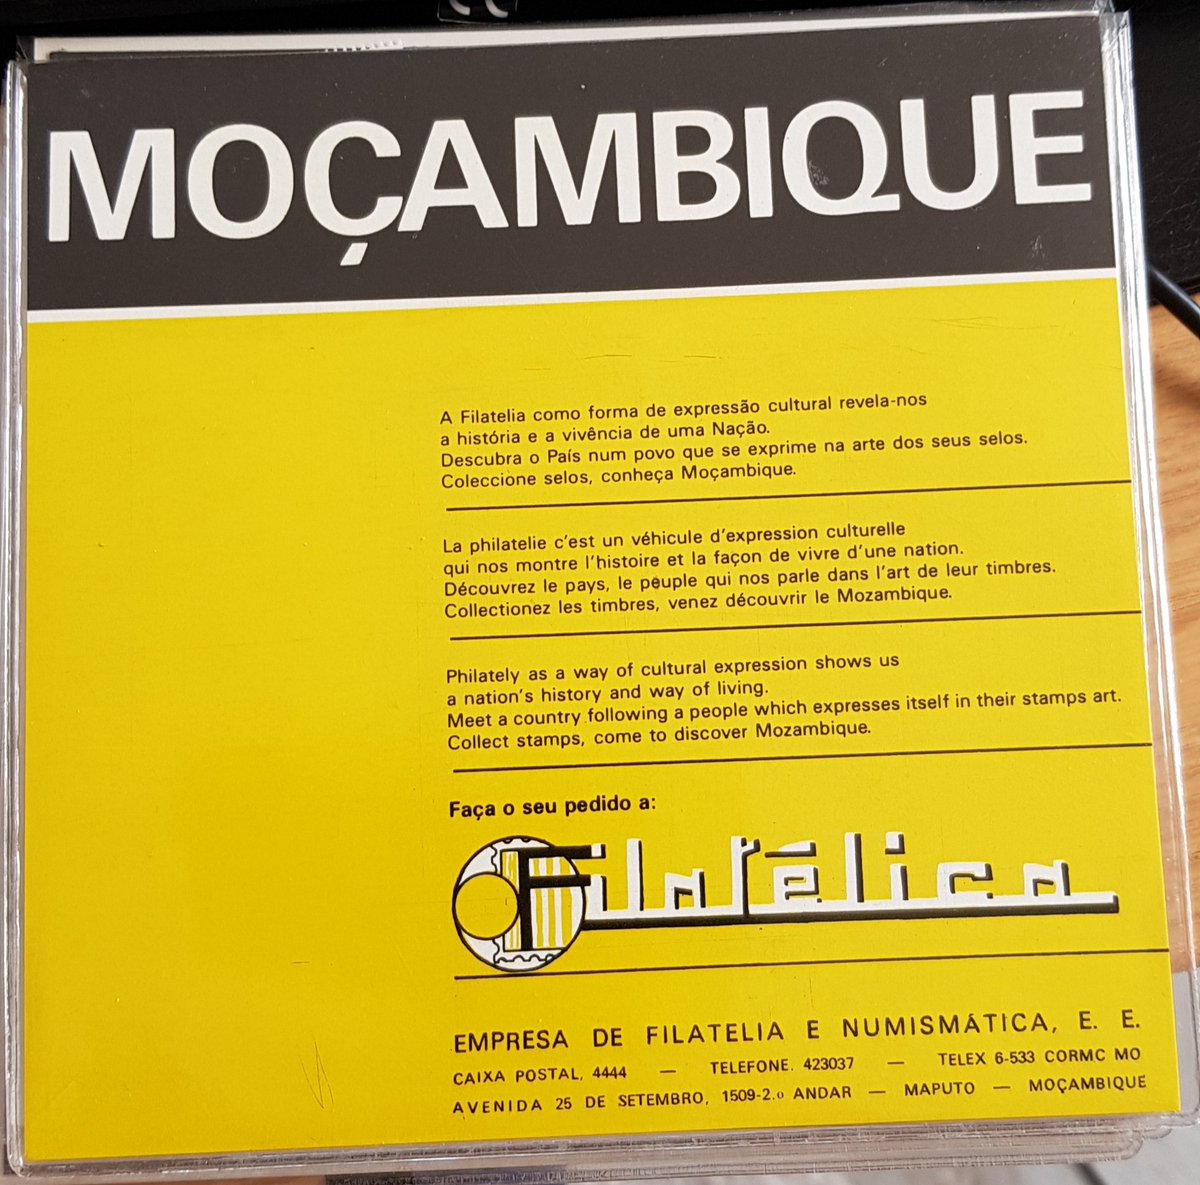 MOÇAMBIQUE
A Filatelia como forma de expressão cultural revela-nos
a história e a vivência de uma Nação.
Descubra o País num povo que se exprime na arte dos seus selos.
Coleccione selos, conheça Moçambique.
La philatelie c'est un véhicule d'expression culturelle
qui nos montre l'histoire et la façon de vivre d'une nation.
Découvrez le pays, le peuple qui nos parle dans l'art de leur timbres.
Collectionez les timbres, venez découvrir le Mozambique.
Philately as a way of cultural expression shows us
a nation's history and way of living.
Meet a country following a people which expresses itself in their stamps art.
Collect stamps, come to discover Mozambique.
Faça o seu pedido a:
Filatélica
EMPRESA DE FILATELIA E NUMISMÁTICA, E. E.
CAIXA POSTAL, 4444 — TELEFONE. 423037 — TELEX 6-533 CORMC MO
AVENIDA 25 DE SETEMBRO, 1509-2.º ANDAR — MAPUTO — MOÇAMBIQUE